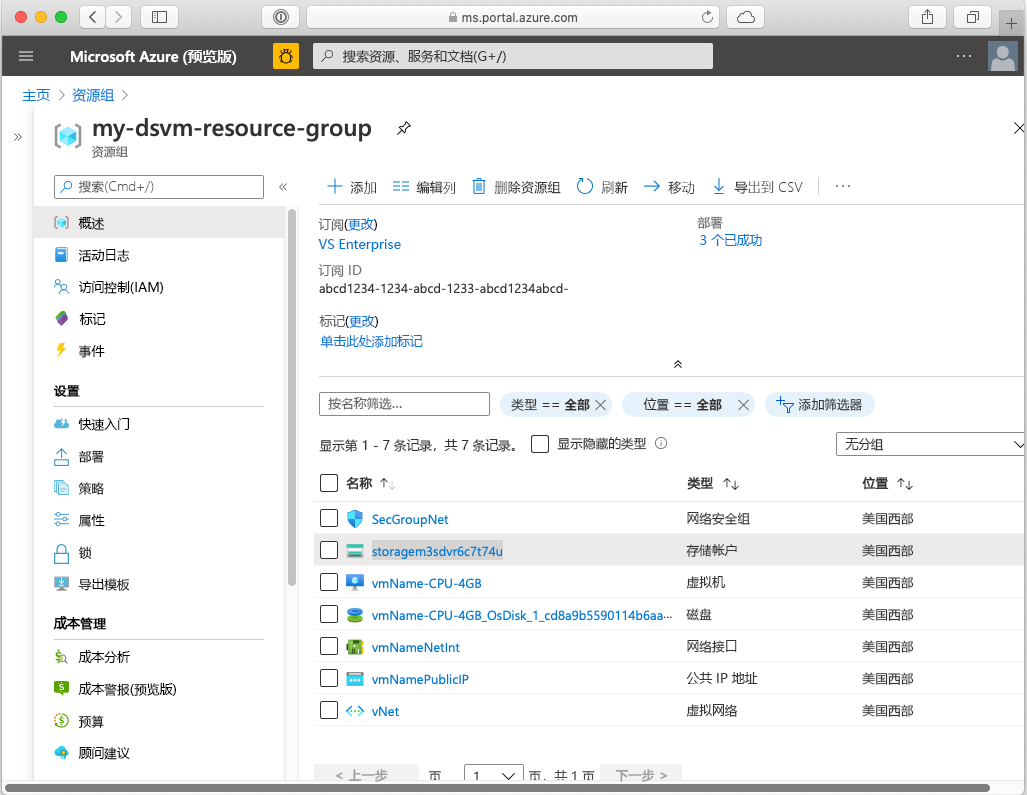 ms.portal.azure.com
Microsoft Azure (预览版)
搜索资源、服务和文档(G+/)
主页 > 资源组 >
my-dsvm-resource-group
资源组
搜索(Cmd+/)
概述
活动日志
访问控制(IAM)
标记
事件
设置
快速入门
部署
策略
属性
锁
导出模板
成本管理
成本分析
成本警报(预览版)
预算
顾问建议
添加 编辑列 删除资源组 刷新 移动 导出到 CSV
订阅(更改)
VS Enterprise
部署
3 个已成功
订阅 ID
abcd1234-1234-abcd-1233-abcd1234abcd-
标记(更改)
单击此处添加标记
按名称筛选...
类型 == 全部
位置 == 全部
添加筛选器
显示第 1 - 7 条记录，共 7 条记录。
显示隐藏的类型
无分组
名称 类型 位置
SecGroupNet 网络安全组 美国西部
storagem3sdvr6c7t74u 存储帐户 美国西部
vmName-CPU-4GB 虚拟机 美国西部
vmName-CPU-4GB_OsDisk_1_cd8a9b5590114b6aa... 磁盘 美国西部
vmNameNetInt 网络接口 美国西部
vmNamePublicIP 公共 IP 地址 美国西部
vNet 虚拟网络 美国西部
< 上一步 页 1 页，共 1 页 下一步 >